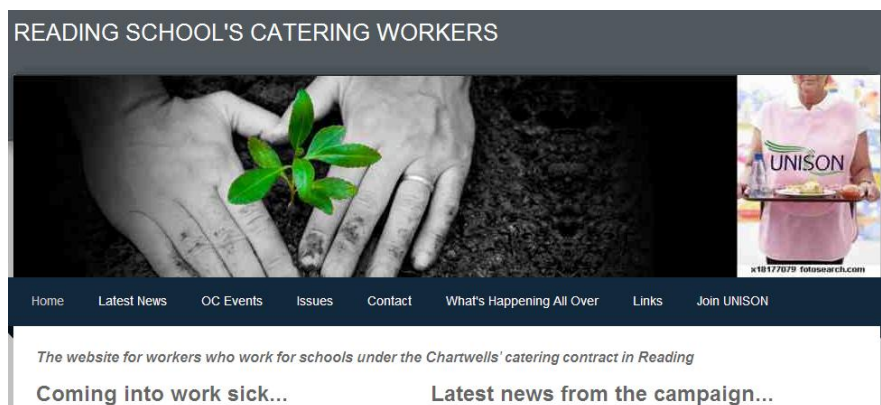 READING SCHOOL'S CATERING WORKERS
UNISON
x18177079 fotosearch.com
Home Latest News OC Events Issues Contact What's Happening All Over Links Join UNISON
The website for workers who work for schools under the Chartwells' catering contract in Reading
Coming into work sick... Latest news from the campaign...